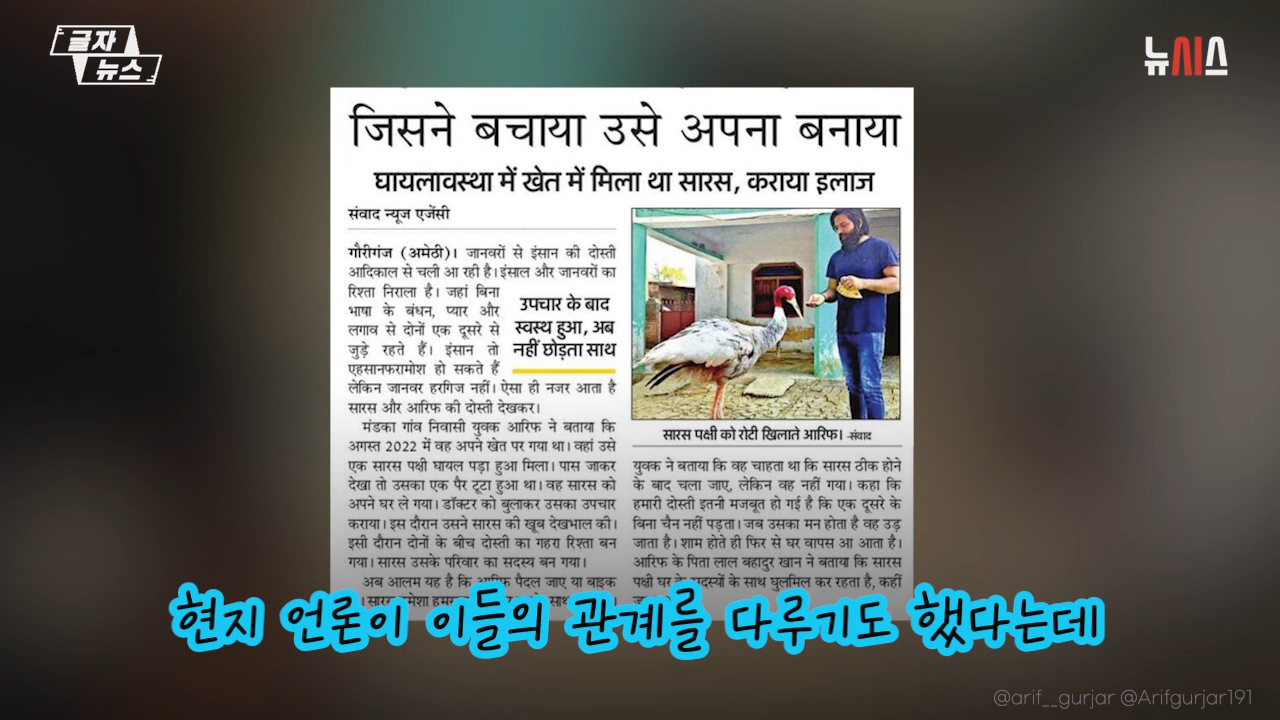 글자
뉴스
뉴시스
जिसने बचाया उसे अपना बनाया
घायलावस्था में खेत में मिला था सारस, कराया इलाज
संवाद न्यूज एजेंसी
गौरीगंज (अमेठी)। जानवरों से इंसान की दोस्ती
आदिकाल से चली आ रही है। इंसाल और जानवरों का
रिश्ता निराला है। जहां बिना
भाषा के बंधन, प्यार और
लगाव से दोनों एक दूसरे से
जुड़े रहते हैं। इंसान तो
एहसानफरामोश हो सकते हैं
लेकिन जानवर हरगिज नहीं। ऐसा ही नजर आता है
सारस और आरिफ की दोस्ती देखकर।
उपचार के बाद
स्वस्थ हुआ, अब
नहीं छोड़ता साथ
मंडका गांव निवासी युवक आरिफ ने बताया कि
अगस्त 2022 में वह अपने खेत पर गया था। वहां उसे
एक सारस पक्षी घायल पड़ा हुआ मिला। पास जाकर
देखा तो उसका एक पैर टूटा हुआ था। वह सारस को
अपने घर ले गया। डॉक्टर को बुलाकर उसका उपचार
कराया। इस दौरान उसने सारस की खूब देखभाल की।
इसी दौरान दोनों के बीच दोस्ती का गहरा रिश्ता बन
गया। सारस उसके परिवार का सदस्य बन गया।
अब आलम यह है कि आरिफ पैदल जाए या बाइक
सारस पक्षी को रोटी खिलाते आरिफ। -संवाद
युवक ने बताया कि वह चाहता था कि सारस ठीक होने
के बाद चला जाए, लेकिन वह नहीं गया। कहा कि
हमारी दोस्ती इतनी मजबूत हो गई है कि एक दूसरे के
बिना चैन नहीं पड़ता। जब उसका मन होता है वह उड़
जाता है। शाम होते ही फिर से घर वापस आ आता है।
आरिफ के पिता लाल बहादुर खान ने बताया कि सारस
पक्षी घर के सदस्यों के साथ घुलमिल कर रहता है, कहीं
현지 언론이 이들의 관계를 다루기도 했다는데
@arif__gurjar @Arifgurjar191